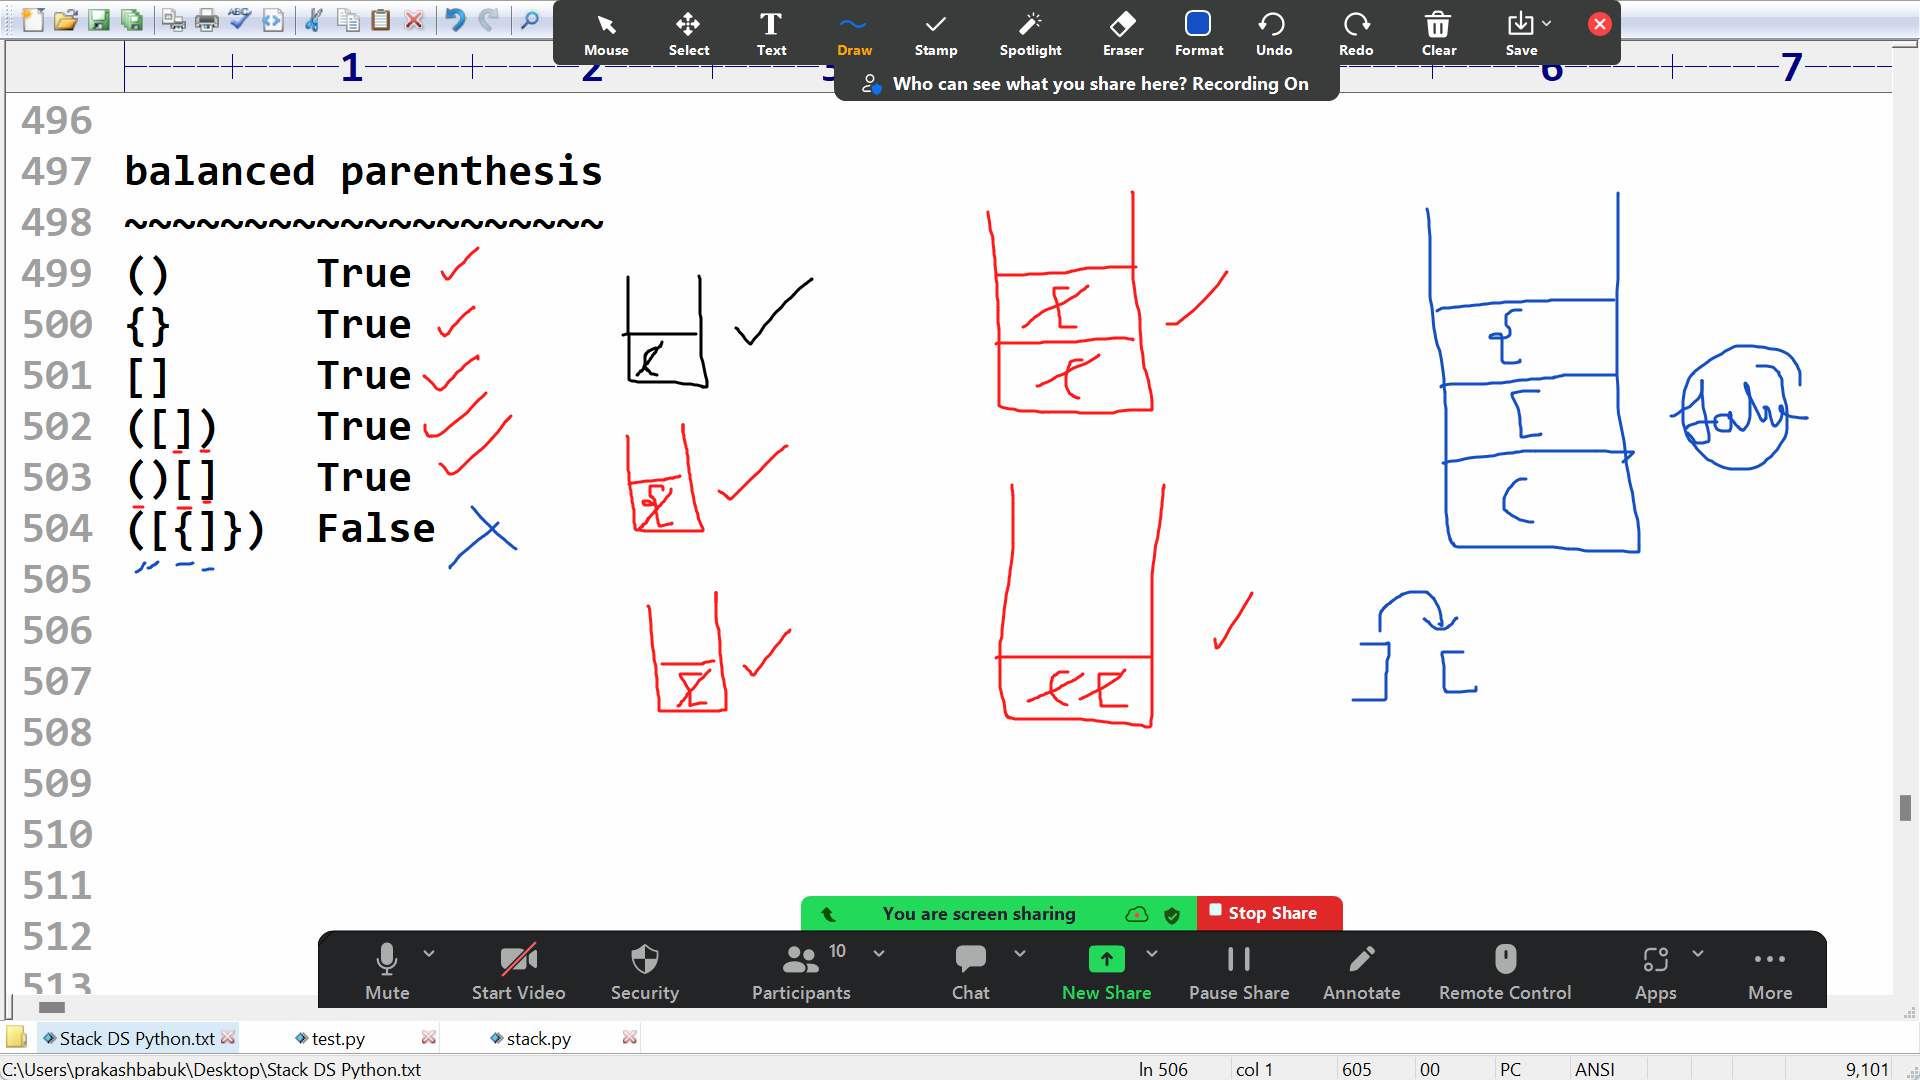 Mouse Select Text Draw Stamp Spotlight Eraser Format Undo Redo Clear Save
Who can see what you share here? Recording On
1 2 6 7
496
497 balanced parenthesis
498 ~~~~~~~~~~~~~~~~~~~~
499 () True
500 {} True
501 [] True
502 ([]) True
503 ()[] True
504 ([{]}) False
505
506
507
508
509
510
511
512
513
(
{
[
[
(
( [
{
[
(
] [
You are screen sharing Stop Share
Mute Start Video Security Participants 10 Chat New Share Pause Share Annotate Remote Control Apps More
Stack DS Python.txt test.py stack.py
C:\Users\prakashbabuk\Desktop\Stack DS Python.txt ln 506 col 1 605 00 PC ANSI 9,101